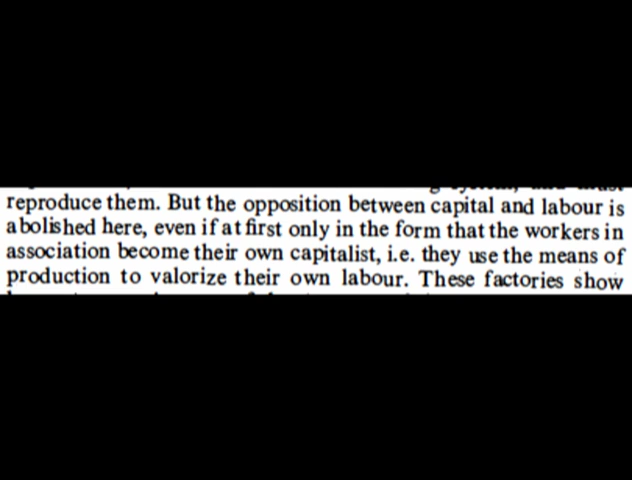 reproduce them. But the opposition between capital and labour is
abolished here, even if at first only in the form that the workers in
association become their own capitalist, i.e. they use the means of
production to valorize their own labour. These factories show